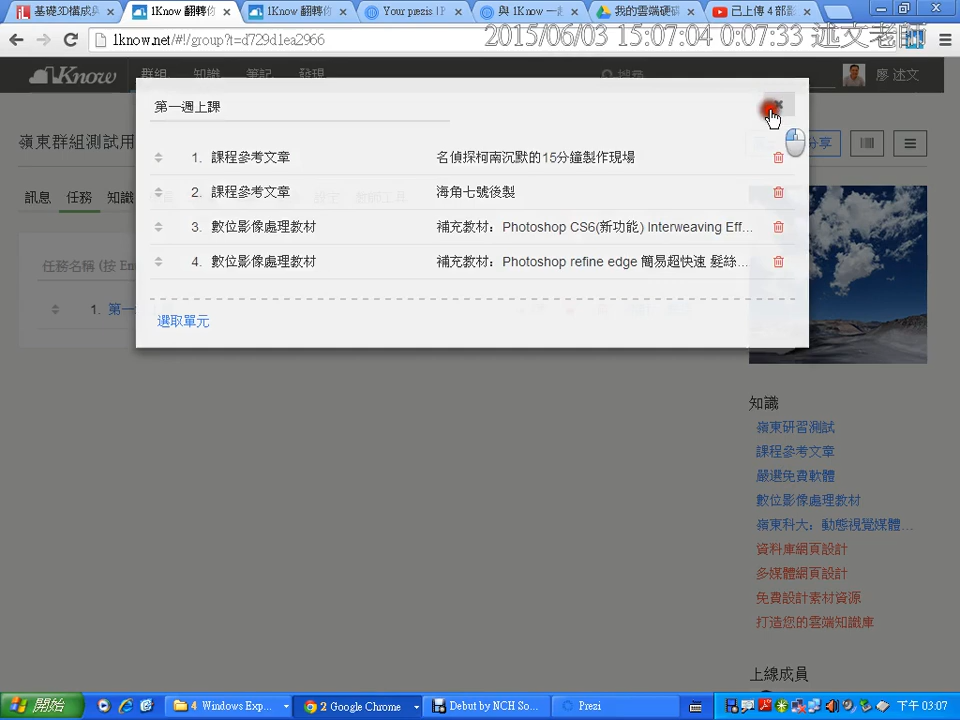 基礎3D構成與
1Know 翻轉你
1Know 翻轉你
Your prezis | P
與 1Know 一
我的雲端硬碟
已上傳 4 部影
1know.net/#!/group?t=d729d1ea2966
2015/06/03 15:07:04 0:07:33 述文老師
1Know
群組
知識
筆記
發現
搜尋
廖 述文
第一週上課
嶺東群組測試用
分享
1. 課程參考文章 名偵探柯南沉默的15分鐘製作現場
2. 課程參考文章 海角七號後製
3. 數位影像處理教材 補充教材：Photoshop CS6(新功能) Interweaving Eff...
4. 數位影像處理教材 補充教材：Photoshop refine edge 簡易超快速 髮絲...
選取單元
訊息
任務
知識
任務名稱 (按 En
1. 第一
知識
嶺東研習測試
課程參考文章
嚴選免費軟體
數位影像處理教材
嶺東科大：動態視覺媒體...
資料庫網頁設計
多媒體網頁設計
免費設計素材資源
打造您的雲端知識庫
上線成員
開始
4 Windows Exp...
2 Google Chrome
Debut by NCH So...
Prezi
下午 03:07